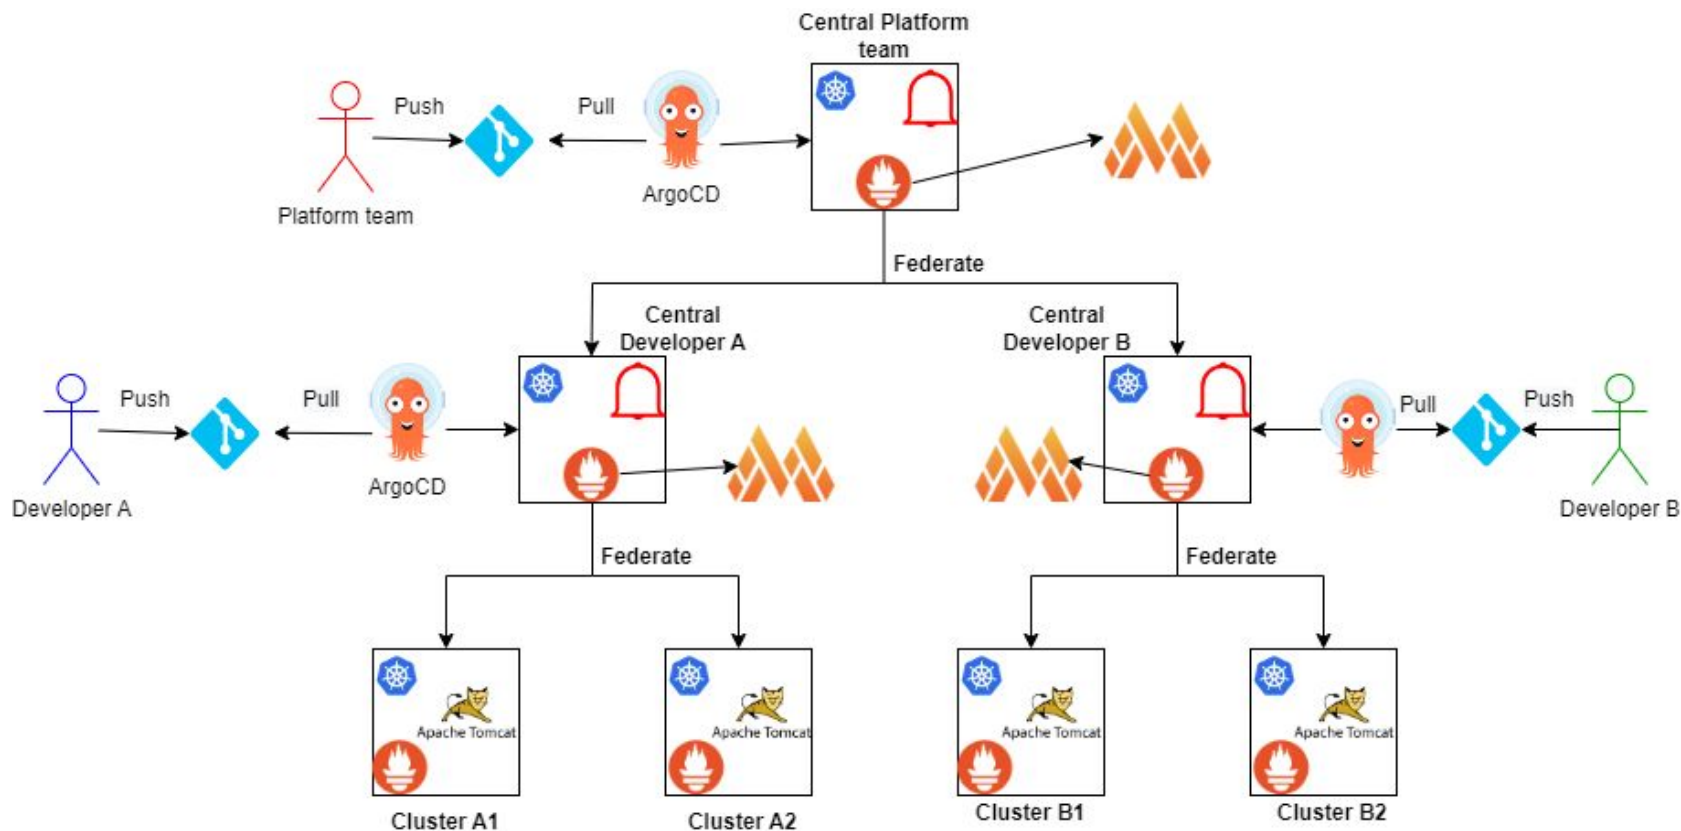 Central Platform
team
Push
Pull
ArgoCD
Platform team
Federate
Central
Developer A
Central
Developer B
Push
Pull
ArgoCD
Developer A
Pull
Push
Developer B
Federate
Federate
Apache Tomcat
Apache Tomcat
Apache Tomcat
Apache Tomcat
Cluster A1
Cluster A2
Cluster B1
Cluster B2